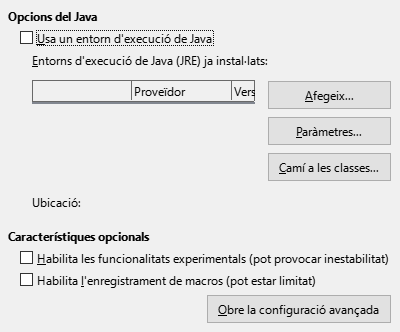 Opcions del Java
Usa un entorn d'execució de Java
Entorns d'execució de Java (JRE) ja instal·lats:
Proveïdor Vers
Afegeix...
Paràmetres...
Camí a les classes...
Ubicació:
Característiques opcionals
Habilita les funcionalitats experimentals (pot provocar inestabilitat)
Habilita l'enregistrament de macros (pot estar limitat)
Obre la configuració avançada